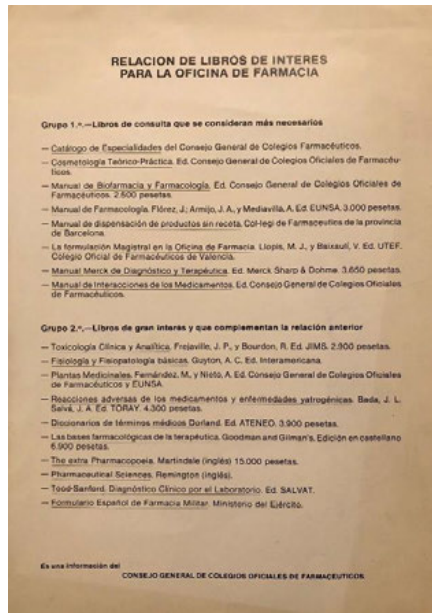 RELACION DE LIBROS DE INTERES
PARA LA OFICINA DE FARMACIA
Grupo 1.º.—Libros de consulta que se consideran más necesarios
— Catálogo de Especialidades del Consejo General de Colegios Farmacéuticos.
— Cosmetología Teórico-Práctica. Ed. Consejo General de Colegios Oficiales de Farmacéu-
ticos.
— Manual de Biofarmacia y Farmacología. Ed. Consejo General de Colegios Oficiales de
Farmacéuticos. 2.600 pesetas.
— Manual de Farmacología. Flórez, J.; Armijo, J. A., y Mediavilla, A. Ed. EUNSA. 3.000 pesetas.
— Manual de dispensación de productos sin receta. Col·legi de Farmaceutics de la provincia
de Barcelona.
— La formulación Magistral en la Oficina de Farmacia. Llopis, M. J., y Baixauli, V. Ed. UTEF.
Colegio Oficial de Farmacéuticos de Valencia.
— Manual Merck de Diagnóstico y Terapéutica. Ed. Merck Sharp & Dohme. 3.650 pesetas.
— Manual de Interacciones de los Medicamentos. Ed. Consejo General de Colegios Oficiales
de Farmacéuticos.
Grupo 2.º.—Libros de gran interés y que complementan la relación anterior
— Toxicología Clínica y Analítica. Frejaville, J. P., y Bourdon, R. Ed. JIMS. 2.900 pesetas.
— Fisiología y Fisiopatología básicas. Guyton, A. C. Ed. Interamericana.
— Plantas Medicinales. Fernández, M., y Nieto, A. Ed. Consejo General de Colegios Oficiales
de Farmacéuticos y EUNSA.
— Reacciones adversas de los medicamentos y enfermedades yatrogénicas. Bada, J. L.
Salvá, J. A. Ed. TORAY. 4.300 pesetas.
— Diccionarios de términos médicos Dorland. Ed. ATENEO. 3.900 pesetas.
— Las bases farmacológicas de la terapéutica. Goodman and Gilman's. Edición en castellano
6.900 pesetas.
— The extra Pharmacopoeia. Martindale (inglés) 15.000 pesetas.
— Pharmaceutical Sciences. Remington (inglés).
— Todd-Sanford. Diagnóstico Clínico por el Laboratorio. Ed. SALVAT.
— Formulario Español de Farmacia Militar. Ministerio del Ejército.
Es una información del
CONSEJO GENERAL DE COLEGIOS OFICIALES DE FARMACEUTICOS